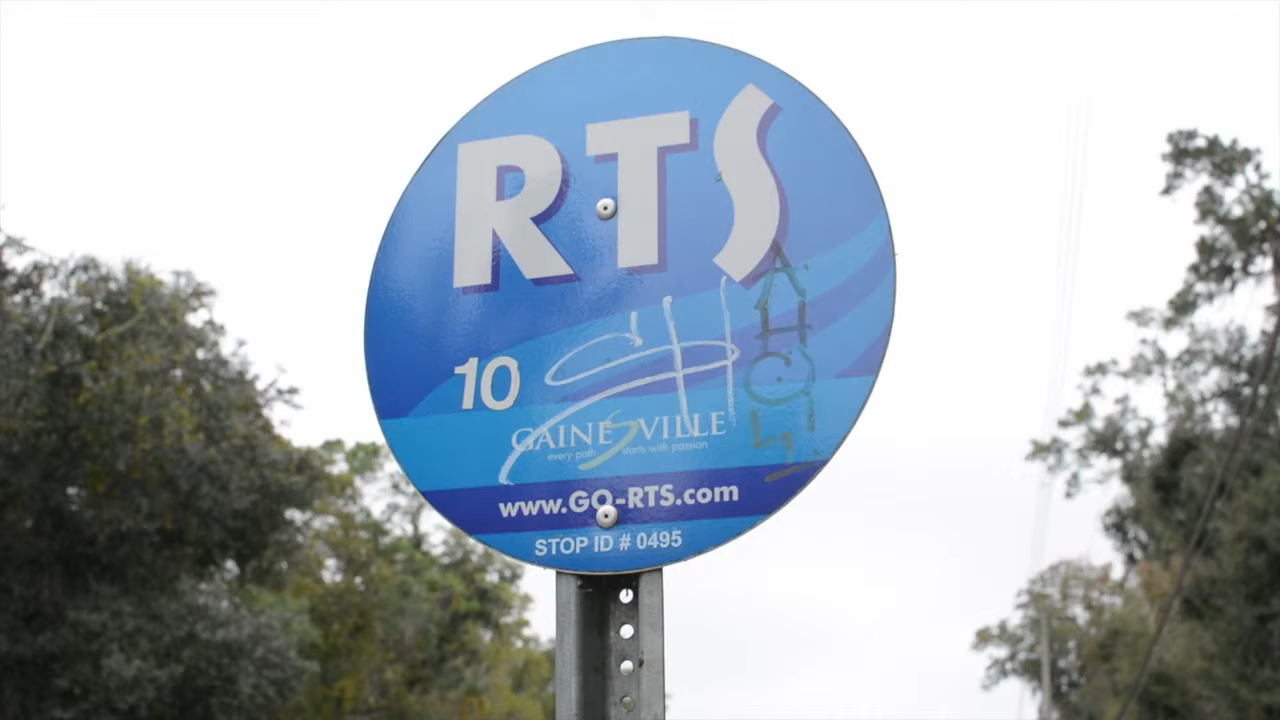 RTS
10
GAINESVILLE
every path starts with passion
www.GO-RTS.com
STOP ID # 0495